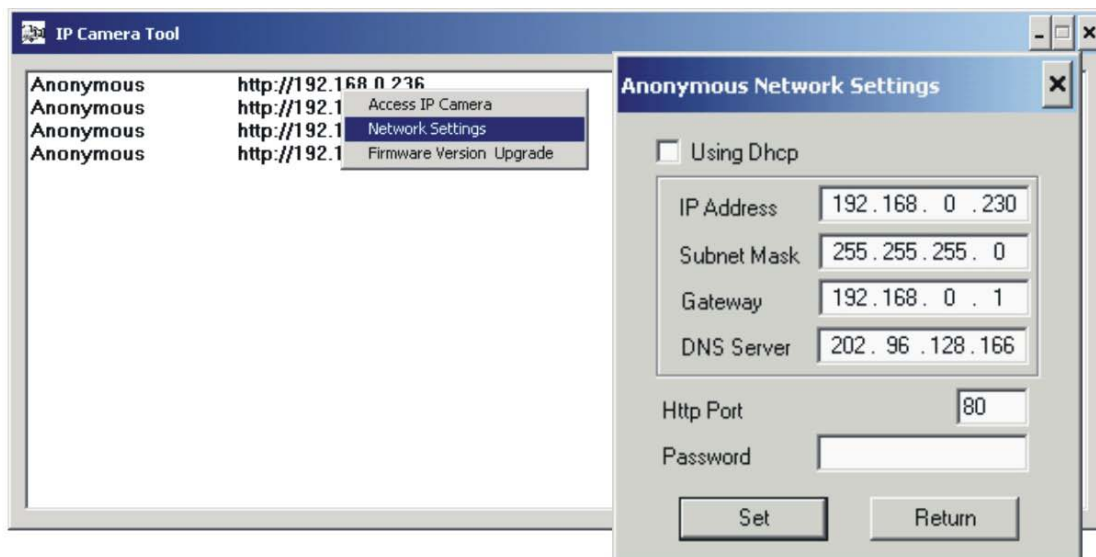 IP Camera Tool
Anonymous http://192.168.0.236
Anonymous http://192.1
Anonymous http://192.1
Anonymous http://192.1
Access IP Camera
Network Settings
Firmware Version Upgrade
Anonymous Network Settings
Using Dhcp
IP Address 192.168. 0 .230
Subnet Mask 255.255.255. 0
Gateway 192.168. 0 . 1
DNS Server 202. 96 .128.166
Http Port 80
Password
Set Return